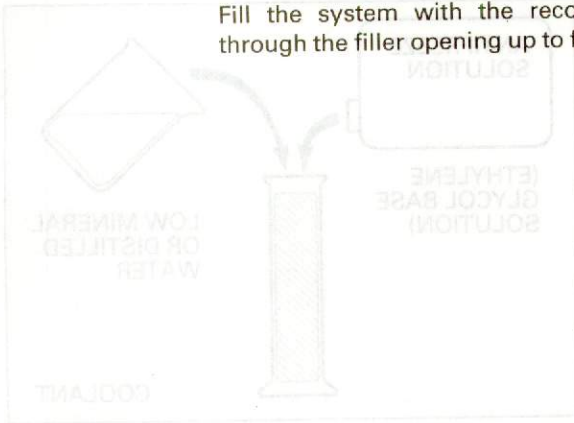 Fill the system with the reco
through the filler opening up to f
SOLUTION
(ETHYLENE
GLYCOL BASE
SOLUTION)
LOW MINERAL
OR DISTILLED
WATER
COOLANT